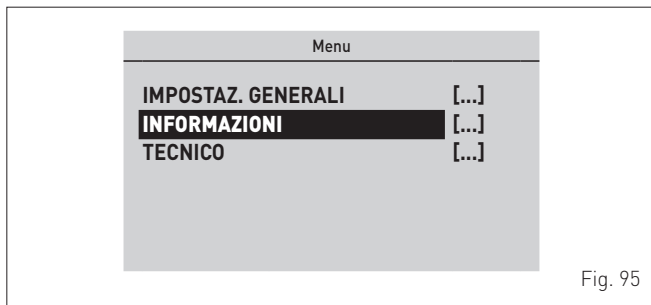 Menu
IMPOSTAZ. GENERALI [...]
INFORMAZIONI [...]
TECNICO [...]
Fig. 95